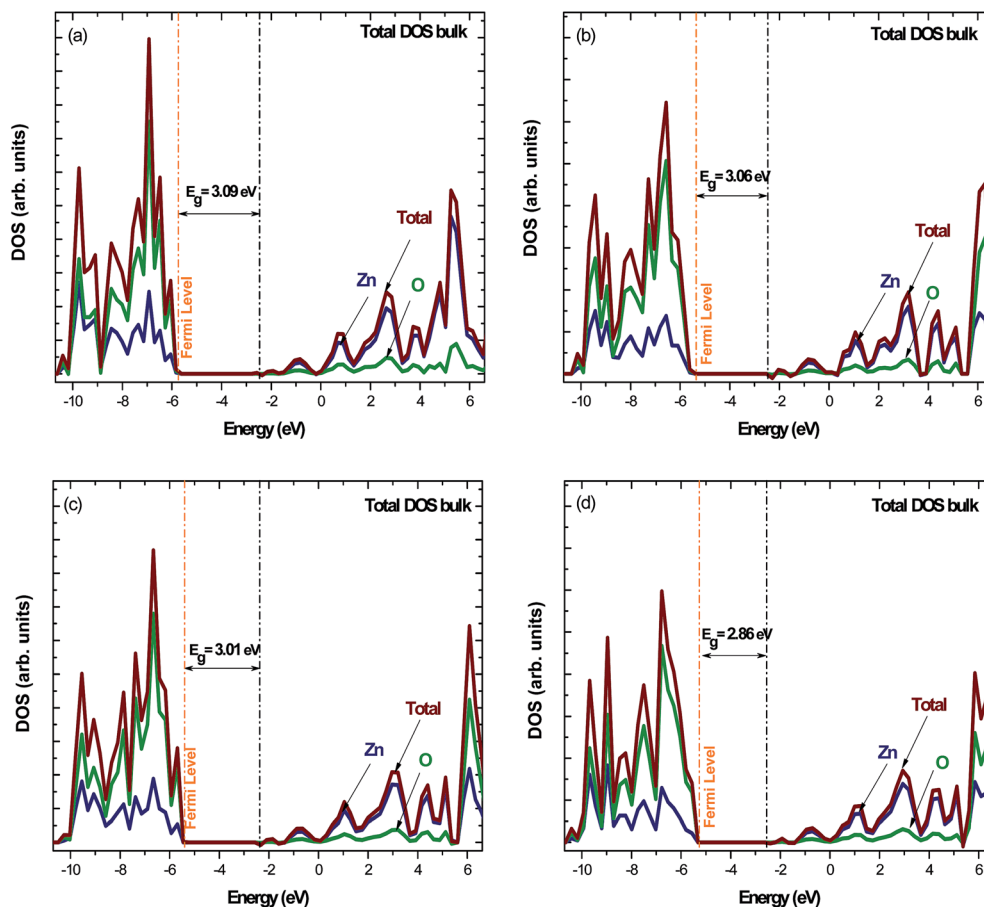 (a)
Total DOS bulk
DOS (arb. units)
Eg= 3.09 eV
Fermi Level
Zn
Total
O
-10 -8 -6 -4 -2 0 2 4 6
Energy (eV)
(b)
Total DOS bulk
DOS (arb. units)
Eg= 3.06 eV
Fermi Level
Zn
Total
O
-10 -8 -6 -4 -2 0 2 4 6
Energy (eV)
(c)
Total DOS bulk
DOS (arb. units)
Eg= 3.01 eV
Fermi Level
Zn
Total
O
-10 -8 -6 -4 -2 0 2 4 6
Energy (eV)
(d)
Total DOS bulk
DOS (arb. units)
Eg= 2.86 eV
Fermi Level
Zn
Total
O
-10 -8 -6 -4 -2 0 2 4 6
Energy (eV)